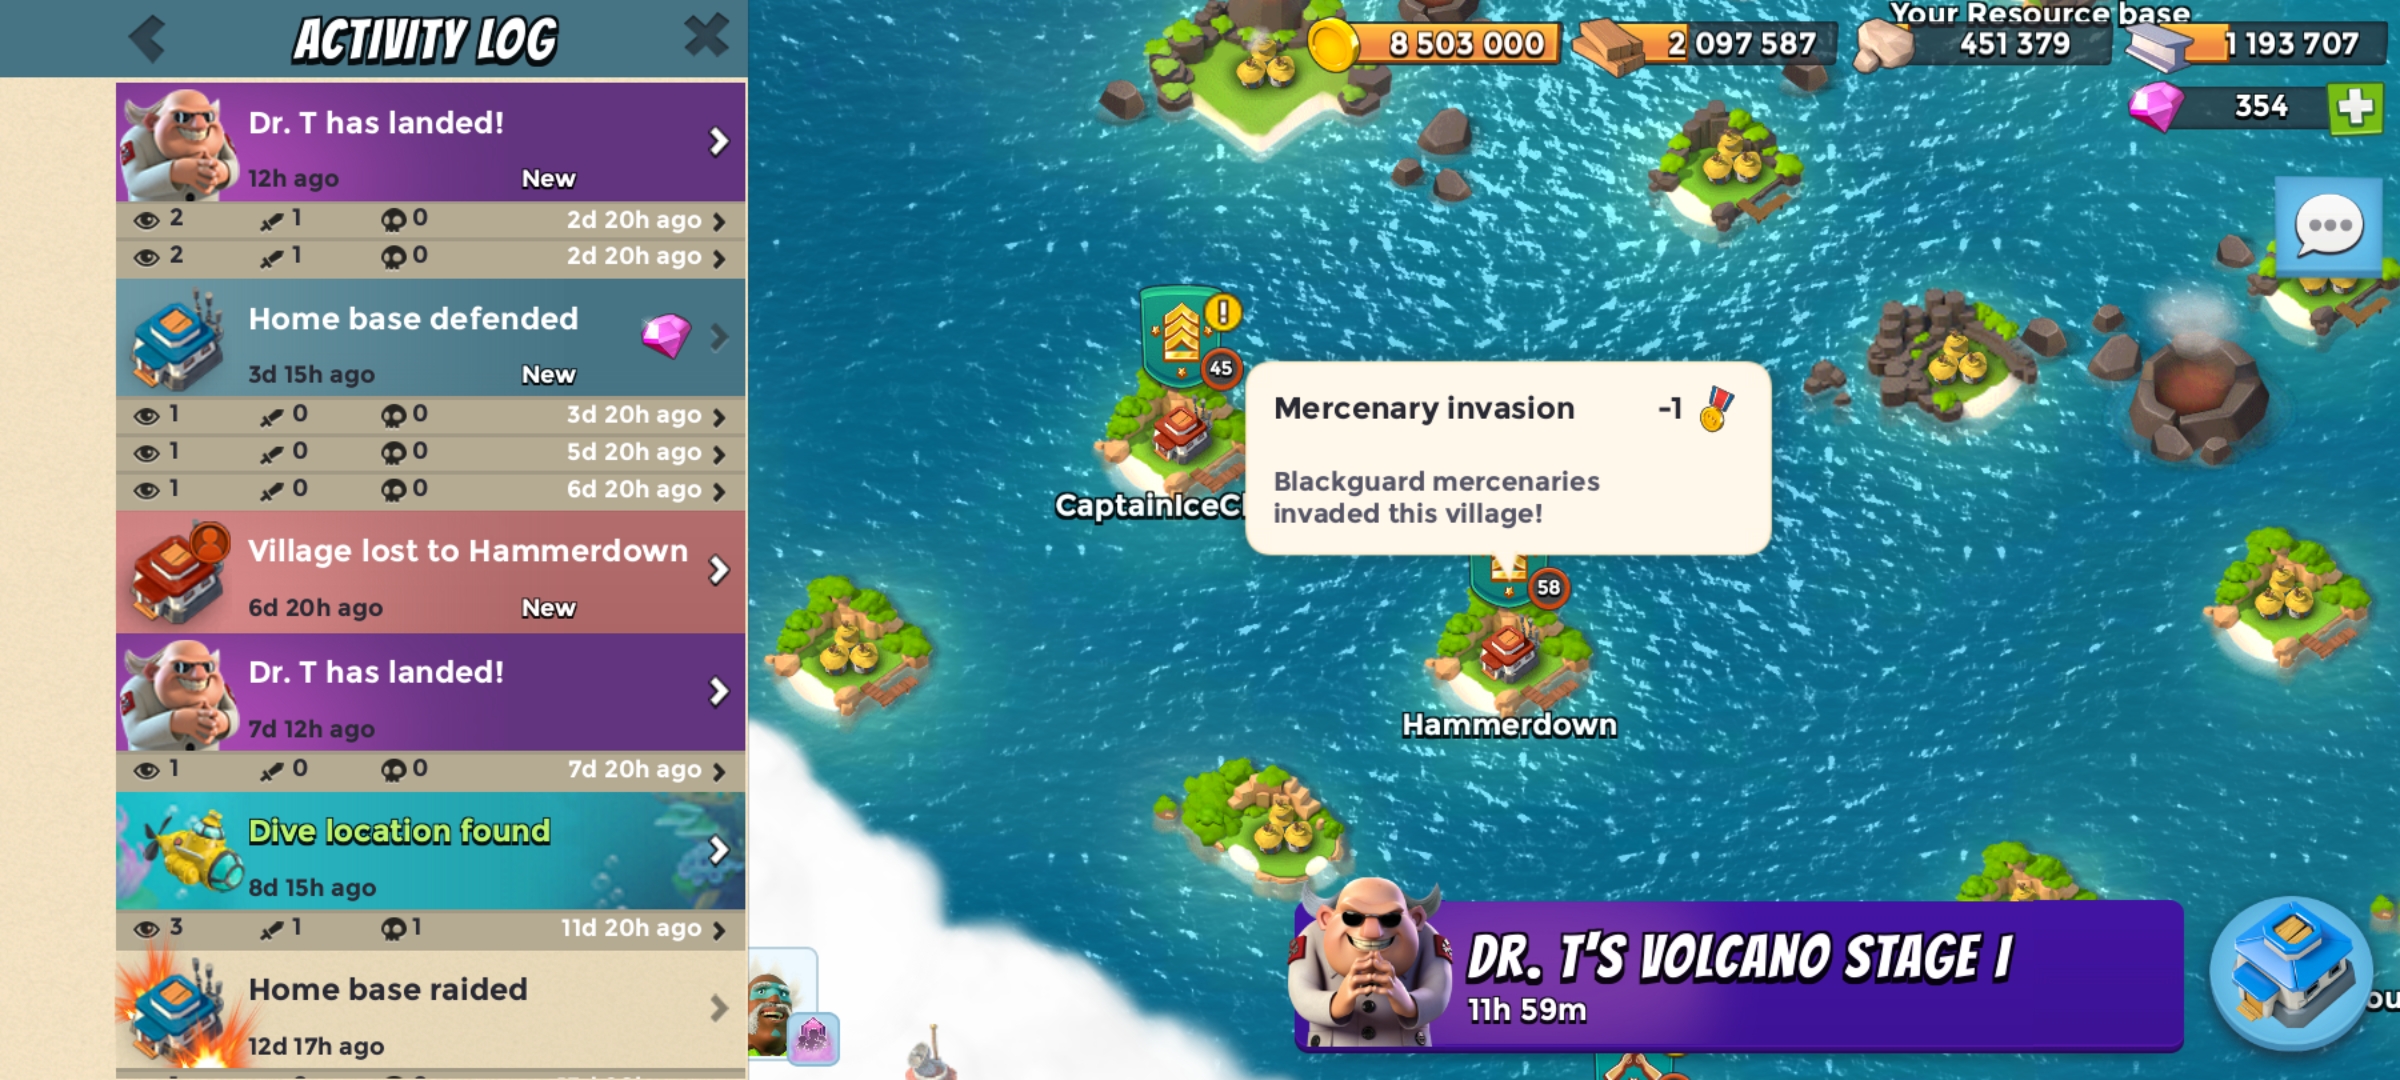 ACTIVITY LOG
Dr. T has landed!
12h ago
New
2 1 0 2d 20h ago
2 1 0 2d 20h ago
Home base defended
3d 15h ago
New
1 0 0 3d 20h ago
1 0 0 5d 20h ago
1 0 0 6d 20h ago
Village lost to Hammerdown
6d 20h ago
New
Dr. T has landed!
7d 12h ago
1 0 0 7d 20h ago
Dive location found
8d 15h ago
3 1 1 11d 20h ago
Home base raided
12d 17h ago
Your Resource base
8 503 000
2 097 587
451 379
1 193 707
354
!
45
CaptainIceC
Mercenary invasion -1
Blackguard mercenaries
invaded this village!
58
Hammerdown
DR. T'S VOLCANO STAGE I
11h 59m